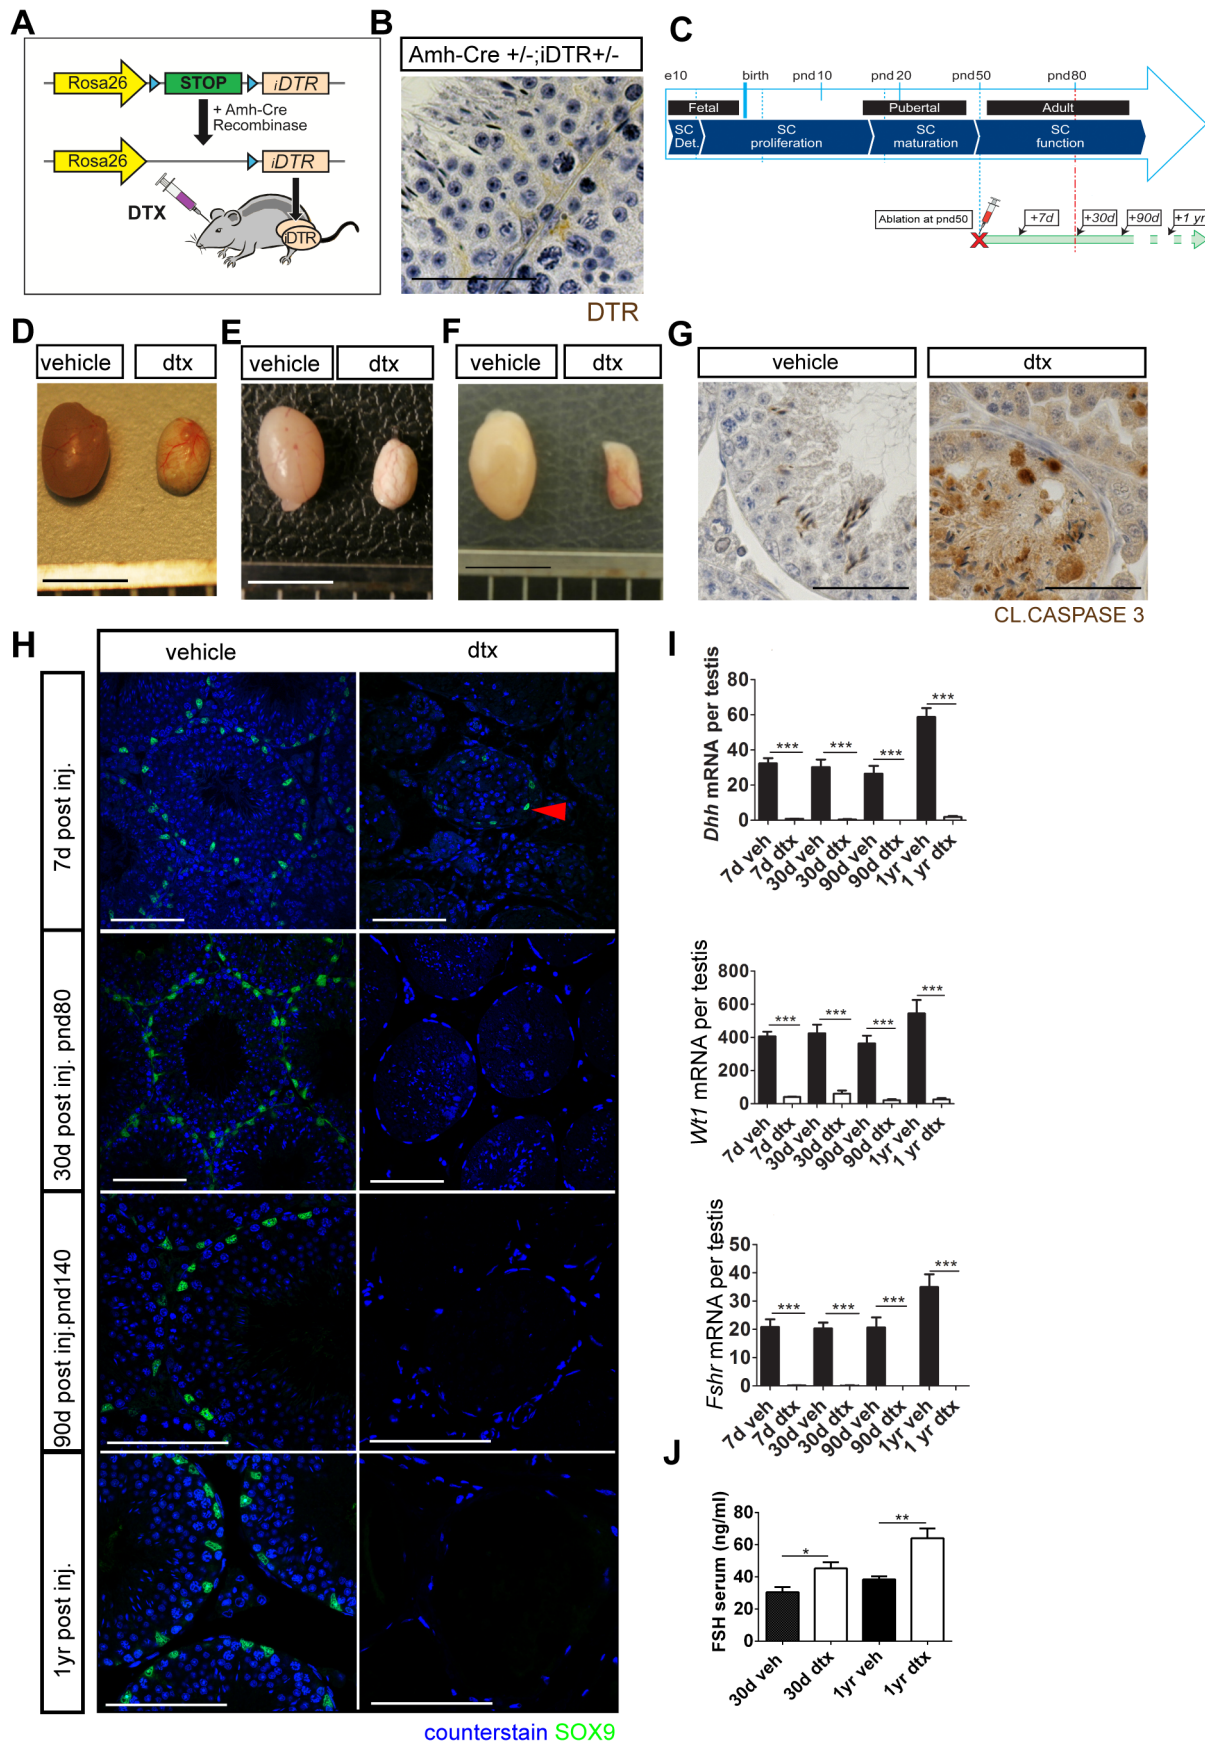 A
Rosa26
STOP
iDTR
+ Amh-Cre
Recombinase
Rosa26
iDTR
DTX
iDTR
B
Amh-Cre +/-;iDTR+/-
DTR
C
e10
birth
pnd 10
pnd 20
pnd 50
pnd 80
Fetal
Pubertal
Adult
SC
Det.
SC
proliferation
SC
maturation
SC
function
Ablation at pnd50
+7d
+30d
+90d
+1 yr
D
vehicle
dtx
E
vehicle
dtx
F
vehicle
dtx
G
vehicle
dtx
CL.CASPASE 3
H
vehicle
dtx
7d post inj.
30d post inj. pnd80
90d post inj.pnd140
1yr post inj.
counterstain SOX9
I
Dhh mRNA per testis
80
60
40
20
0
***
***
***
***
7d veh
7d dtx
30d veh
30d dtx
90d veh
90d dtx
1yr veh
1 yr dtx
Wt1 mRNA per testis
800
600
400
200
0
***
***
***
***
7d veh
7d dtx
30d veh
30d dtx
90d veh
90d dtx
1yr veh
1 yr dtx
Fshr mRNA per testis
50
40
30
20
10
0
***
***
***
***
7d veh
7d dtx
30d veh
30d dtx
90d veh
90d dtx
1yr veh
1 yr dtx
J
FSH serum (ng/ml)
80
60
40
20
0
*
**
30d veh
30d dtx
1yr veh
1yr dtx